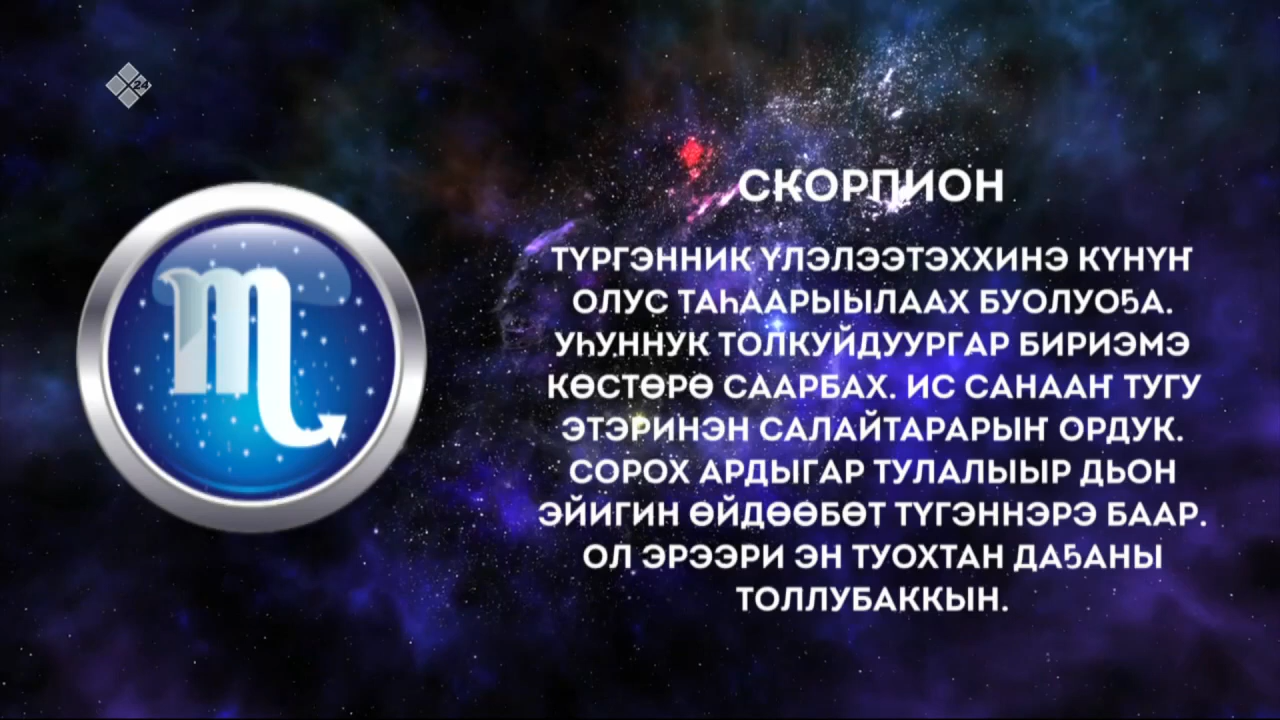 24
СКОРПИОН
ТҮРГЭННИК ҮЛЭЛЭЭТЭХХИНЭ КҮНҮҤ
ОЛУС ТАҺААРЫЫЛААХ БУОЛУОҔА.
УҺУННУК ТОЛКУЙДУУРГАР БИРИЭМЭ
КӨСТӨРӨ СААРБАХ. ИС САНААҤ ТУГУ
ЭТЭРИНЭН САЛАЙТАРАРЫҤ ОРДУК.
СОРОХ АРДЫГАР ТУЛАЛЫЫР ДЬОН
ЭЙИГИН ӨЙДӨӨБӨТ ТҮГЭННЭРЭ БААР.
ОЛ ЭРЭЭРИ ЭН ТУОХТАН ДАҔАНЫ
ТОЛЛУБАККЫН.